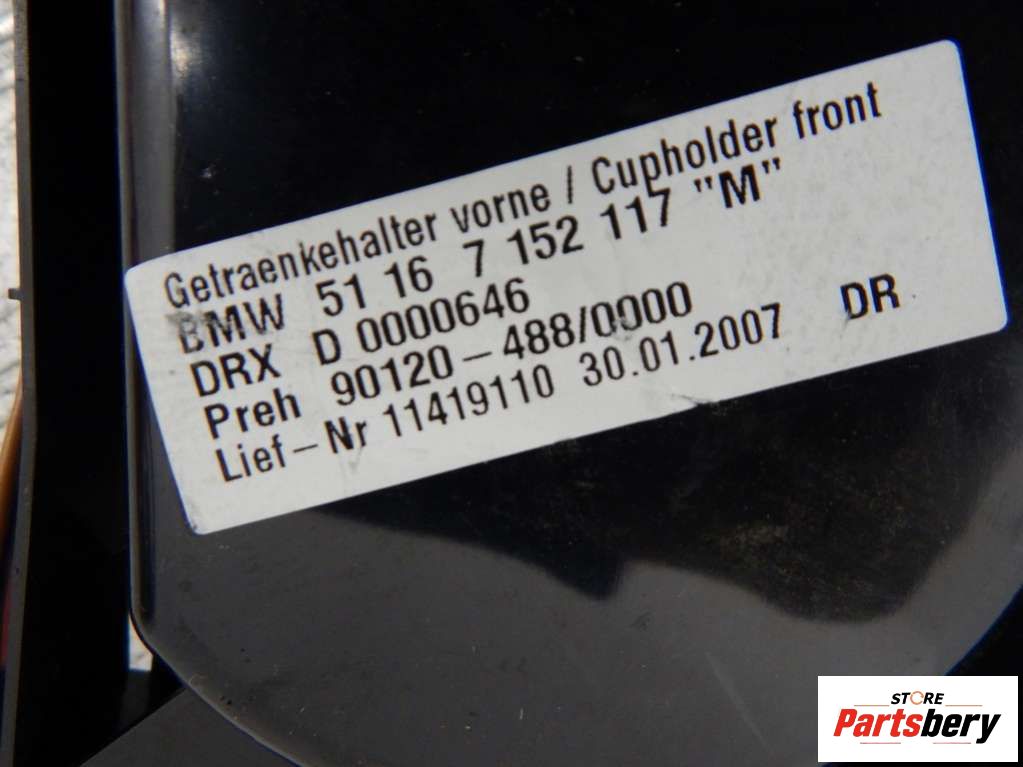 Getraenkehalter vorne / Cupholder front
BMW 51 16 7 152 117 "M"
DRX D 0000646
Preh 90120-488/0000
Lief-Nr 11419110 30.01.2007 DR
STORE
Partsbery